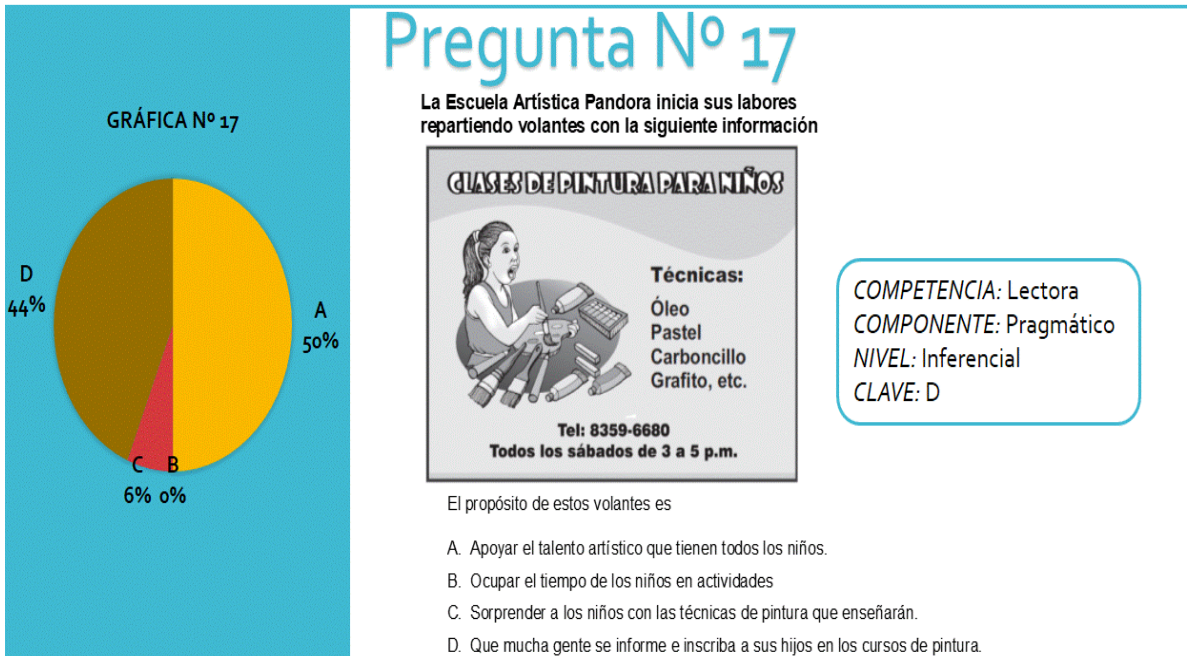 Pregunta Nº 17
GRÁFICA Nº 17
D
44%
A
50%
C
6%
B
0%
La Escuela Artística Pandora inicia sus labores
repartiendo volantes con la siguiente información
CLASES DE PINTURA PARA NIÑOS
Técnicas:
Óleo
Pastel
Carboncillo
Grafito, etc.
Tel: 8359-6680
Todos los sábados de 3 a 5 p.m.
COMPETENCIA: Lectora
COMPONENTE: Pragmático
NIVEL: Inferencial
CLAVE: D
El propósito de estos volantes es
A. Apoyar el talento artístico que tienen todos los niños.
B. Ocupar el tiempo de los niños en actividades
C. Sorprender a los niños con las técnicas de pintura que enseñarán.
D. Que mucha gente se informe e inscriba a sus hijos en los cursos de pintura.